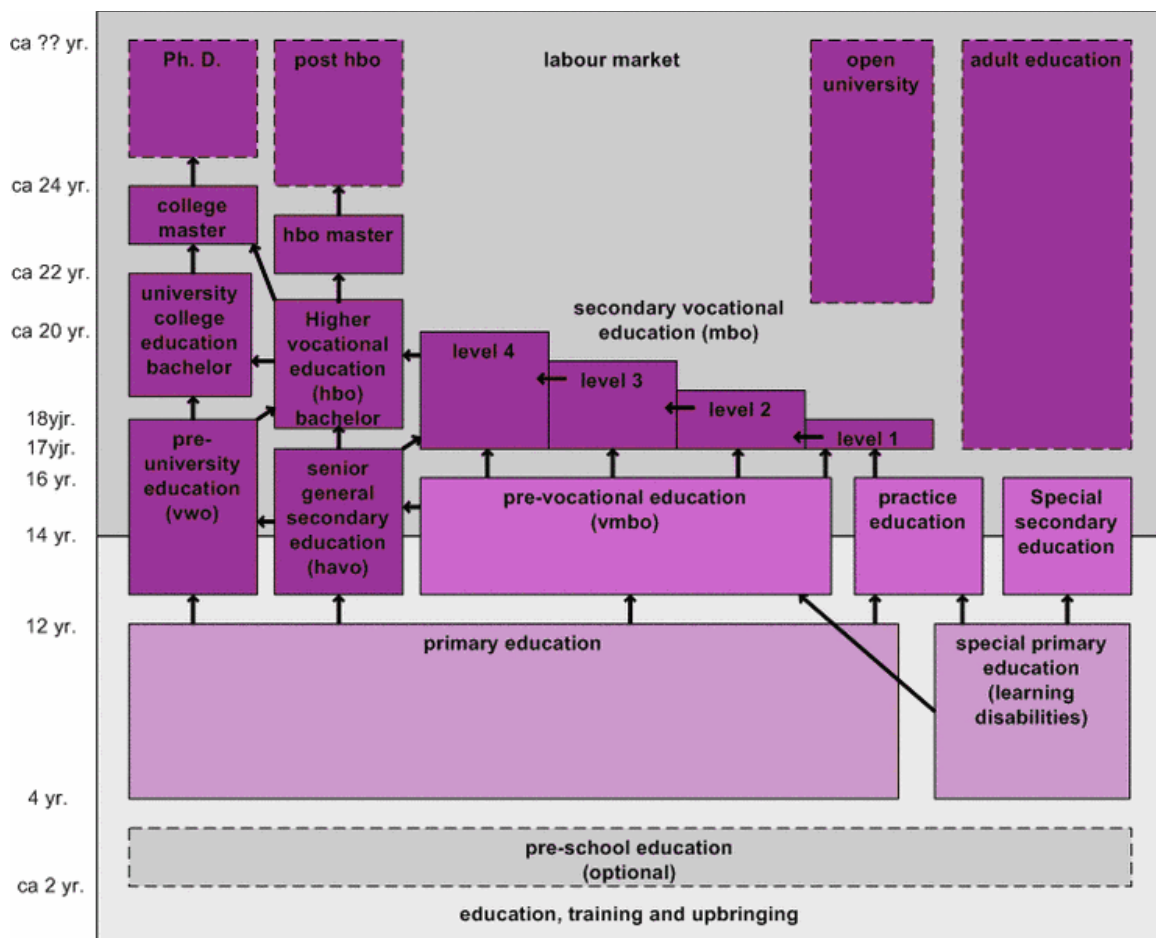 ca ?? yr.
Ph. D.
post hbo
labour market
open
university
adult education
ca 24 yr.
college
master
hbo master
ca 22 yr.
university
college
education
bachelor
Higher
vocational
education
(hbo)
bachelor
secondary vocational
education (mbo)
ca 20 yr.
level 4
level 3
level 2
level 1
18yjr.
17yjr.
pre-
university
education
(vwo)
senior
general
secondary
education
(havo)
16 yr.
pre-vocational education
(vmbo)
practice
education
Special
secondary
education
14 yr.
12 yr.
primary education
special primary
education
(learning
disabilities)
4 yr.
pre-school education
(optional)
ca 2 yr.
education, training and upbringing